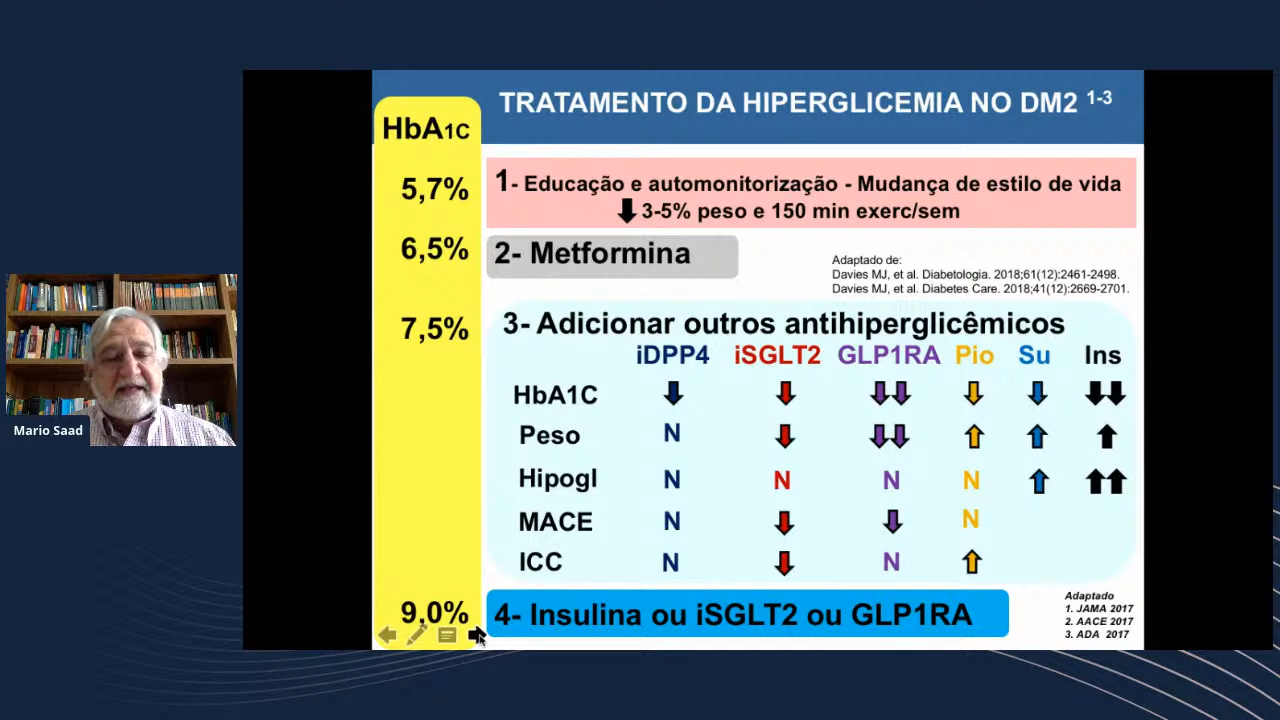 TRATAMENTO DA HIPERGLICEMIA NO DM2 1-3
HbA1C
5,7%
1- Educação e automonitorização - Mudança de estilo de vida
3-5% peso e 150 min exerc/sem
6,5%
2- Metformina
Adaptado de:
Davies MJ, et al. Diabetologia. 2018;61(12):2461-2498.
Davies MJ, et al. Diabetes Care. 2018;41(12):2669-2701.
7,5%
3- Adicionar outros antihiperglicêmicos
iDPP4 iSGLT2 GLP1RA Pio Su Ins
HbA1C
Peso N
Hipogl N N N N
MACE N N
ICC N N
9,0%
4- Insulina ou iSGLT2 ou GLP1RA
Adaptado
1. JAMA 2017
2. AACE 2017
3. ADA 2017
Mario Saad